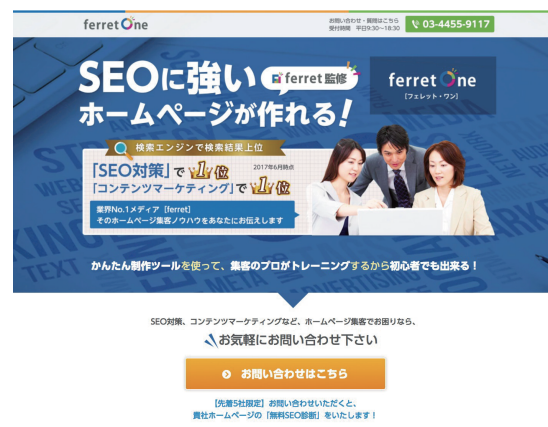 ferret One
お問い合わせ・質問はこちら
受付時間 平日9:30〜18:30
03-4455-9117
SEOに強い
ferret 監修
ホームページが作れる!
ferret One
[フェレット・ワン]
検索エンジンで検索結果上位
「SEO対策」で1位
2017年6月時点
「コンテンツマーケティング」で1位
業界No.1メディア［ferret］
そのホームページ集客ノウハウをあなたにお伝えします
TEXT
META
ADVERTISING
かんたん制作ツールを使って、集客のプロがトレーニングするから初心者でも出来る！
SEO対策、コンテンツマーケティングなど、ホームページ集客でお困りなら、
お気軽にお問い合わせ下さい
お問い合わせはこちら
【先着5社限定】お問い合わせいただくと、
貴社ホームページの「無料SEO診断」をいたします！